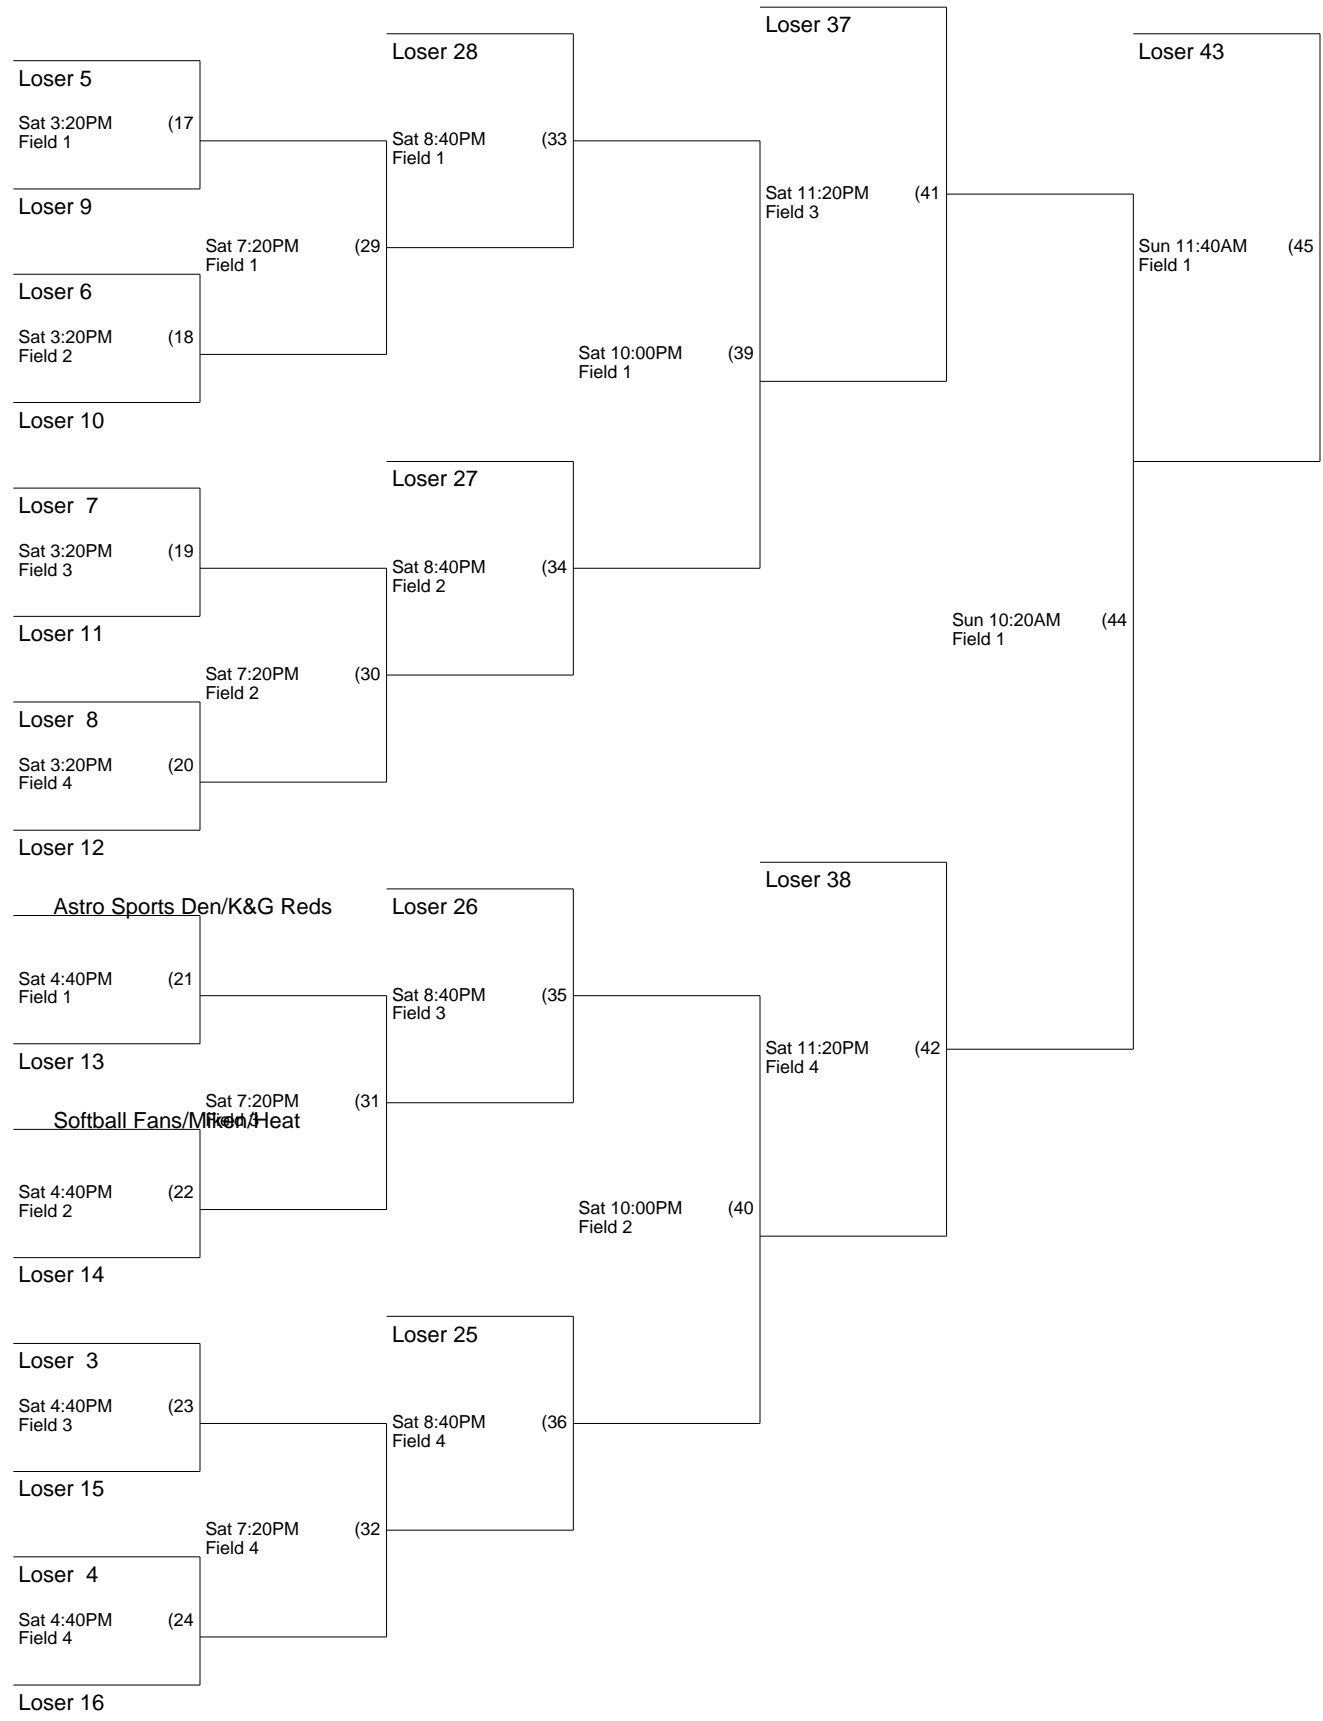 Loser 37
Loser 28
Loser 43
Loser 5
Sat 3:20PM (17
Field 1
Sat 8:40PM (33
Field 1
Sat 11:20PM (41
Field 3
Loser 9
Sat 7:20PM (29
Field 1
Sun 11:40AM (45
Field 1
Loser 6
Sat 3:20PM (18
Field 2
Sat 10:00PM (39
Field 1
Loser 10
Loser 27
Loser 7
Sat 3:20PM (19
Field 3
Sat 8:40PM (34
Field 2
Loser 11
Sun 10:20AM (44
Field 1
Sat 7:20PM (30
Field 2
Loser 8
Sat 3:20PM (20
Field 4
Loser 12
Loser 38
Astro Sports Den/K&G Reds
Loser 26
Sat 4:40PM (21
Field 1
Sat 8:40PM (35
Field 3
Loser 13
Sat 11:20PM (42
Field 4
Sat 7:20PM (31
Field 3
Softball Fans/Miken/Heat
Sat 4:40PM (22
Field 2
Sat 10:00PM (40
Field 2
Loser 14
Loser 25
Loser 3
Sat 4:40PM (23
Field 3
Sat 8:40PM (36
Field 4
Loser 15
Sat 7:20PM (32
Field 4
Loser 4
Sat 4:40PM (24
Field 4
Loser 16